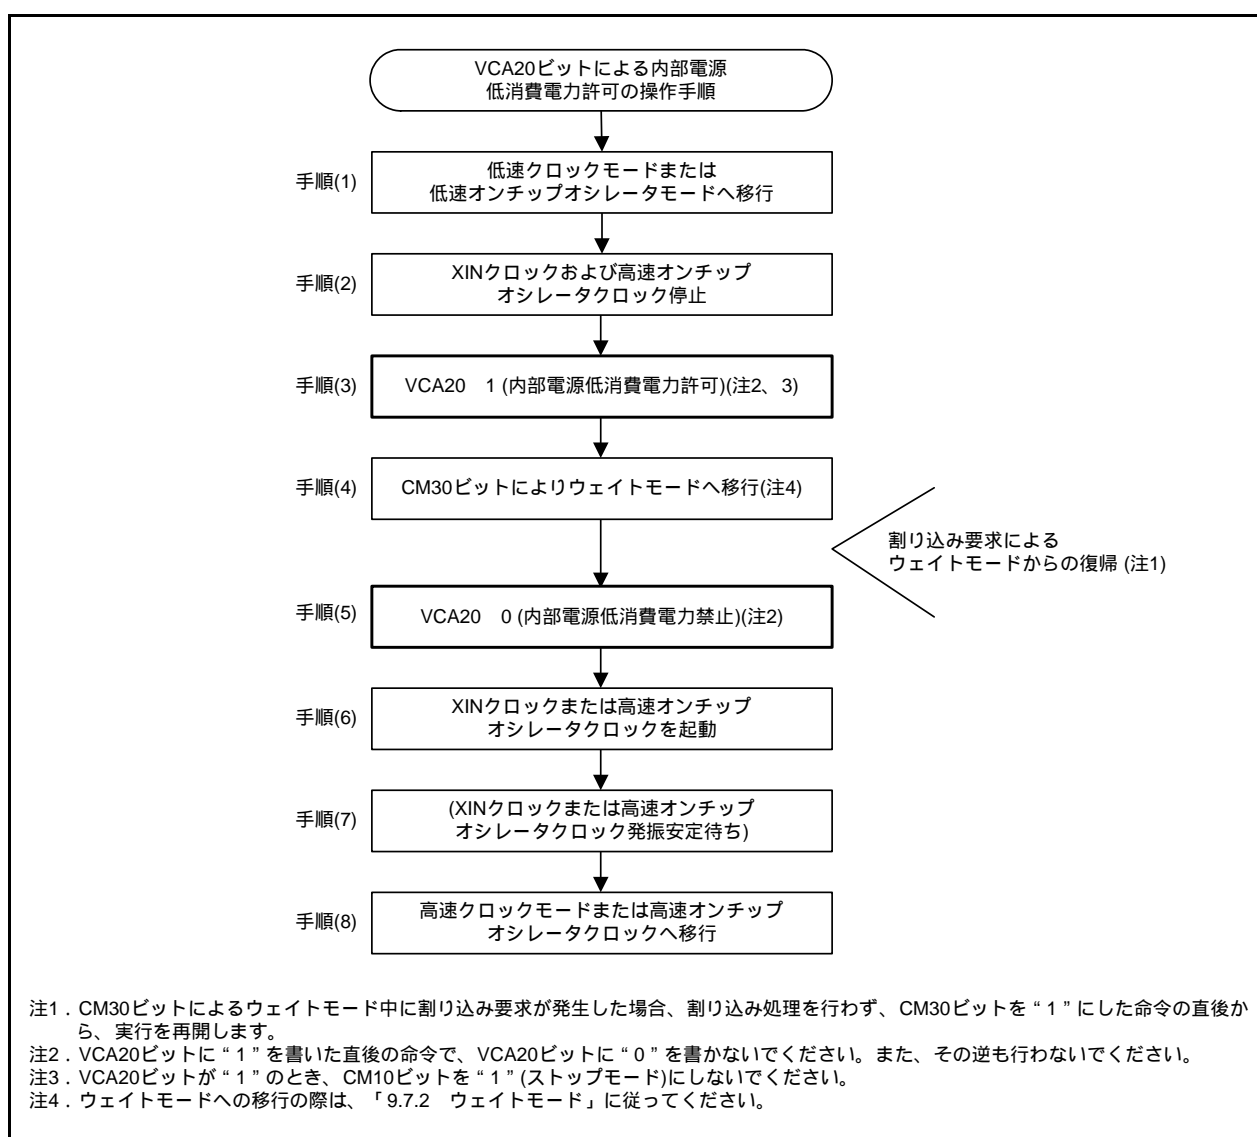 VCA20ビットによる内部電源
低消費電力許可の操作手順
手順(1)
低速クロックモードまたは
低速オンチップオシレータモードへ移行
手順(2)
XINクロックおよび高速オンチップ
オシレータクロック停止
手順(3)
VCA20　1 (内部電源低消費電力許可)(注2、3)
手順(4)
CM30ビットによりウェイトモードへ移行(注4)
割り込み要求による
ウェイトモードからの復帰 (注1)
手順(5)
VCA20　0 (内部電源低消費電力禁止)(注2)
手順(6)
XINクロックまたは高速オンチップ
オシレータクロックを起動
手順(7)
(XINクロックまたは高速オンチップ
オシレータクロック発振安定待ち)
手順(8)
高速クロックモードまたは高速オンチップ
オシレータクロックへ移行
注1．CM30ビットによるウェイトモード中に割り込み要求が発生した場合、割り込み処理を行わず、CM30ビットを“1”にした命令の直後か
ら、実行を再開します。
注2．VCA20ビットに“1”を書いた直後の命令で、VCA20ビットに“0”を書かないでください。また、その逆も行わないでください。
注3．VCA20ビットが“1”のとき、CM10ビットを“1”(ストップモード)にしないでください。
注4．ウェイトモードへの移行の際は、「9.7.2　ウェイトモード」に従ってください。